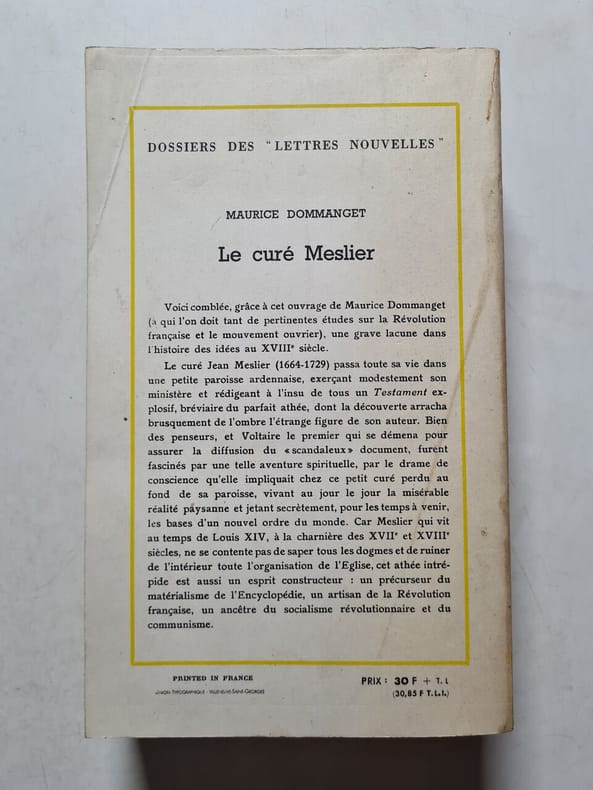 DOSSIERS DES "LETTRES NOUVELLES"
MAURICE DOMMANGET
Le curé Meslier
Voici comblée, grâce à cet ouvrage de Maurice Dommanget
(à qui l'on doit tant de pertinentes études sur la Révolution
française et le mouvement ouvrier), une grave lacune dans
l'histoire des idées au XVIIIe siècle.
Le curé Jean Meslier (1664-1729) passa toute sa vie dans
une petite paroisse ardennaise, exerçant modestement son
ministère et rédigeant à l'insu de tous un Testament ex-
plosif, bréviaire du parfait athée, dont la découverte arracha
brusquement de l'ombre l'étrange figure de son auteur. Bien
des penseurs, et Voltaire le premier qui se démena pour
assurer la diffusion du « scandaleux » document, furent
fascinés par une telle aventure spirituelle, par le drame de
conscience qu'elle impliquait chez ce petit curé perdu au
fond de sa paroisse, vivant au jour le jour la misérable
réalité paysanne et jetant secrètement, pour les temps à venir,
les bases d'un nouvel ordre du monde. Car Meslier qui vit
au temps de Louis XIV, à la charnière des XVIIe et XVIIIe
siècles, ne se contente pas de saper tous les dogmes et de ruiner
de l'intérieur toute l'organisation de l'Eglise, cet athée intré-
pide est aussi un esprit constructeur : un précurseur du
matérialisme de l'Encyclopédie, un artisan de la Révolution
française, un ancêtre du socialisme révolutionnaire et du
communisme.
PRINTED IN FRANCE
UNION TYPOGRAPHIQUE - VILLENEUVE-SAINT-GEORGES
PRIX : 30 F + T. L
(30,85 F T.L.I.)